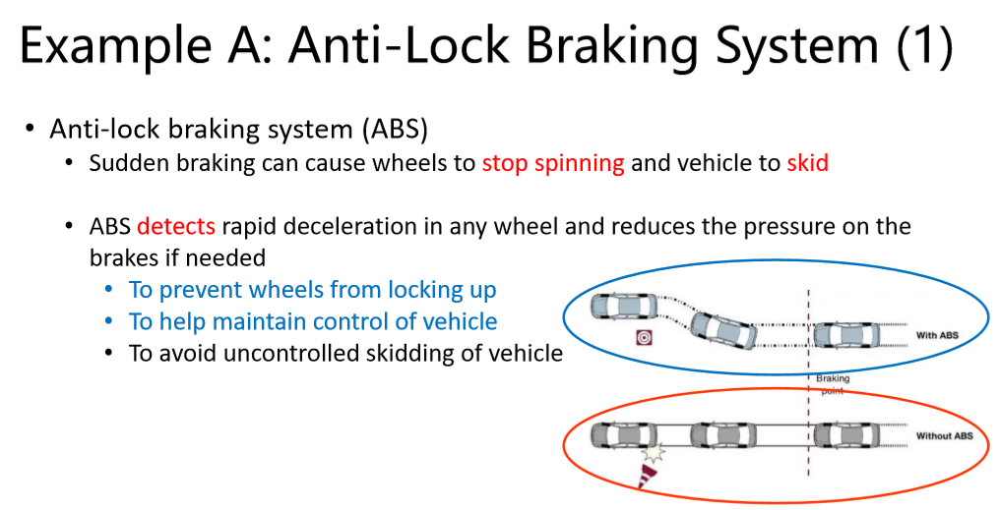 Example A: Anti-Lock Braking System (1)
• Anti-lock braking system (ABS)
• Sudden braking can cause wheels to stop spinning and vehicle to skid
• ABS detects rapid deceleration in any wheel and reduces the pressure on the
brakes if needed
• To prevent wheels from locking up
• To help maintain control of vehicle
• To avoid uncontrolled skidding of vehicle
With ABS
Braking
point
Without ABS